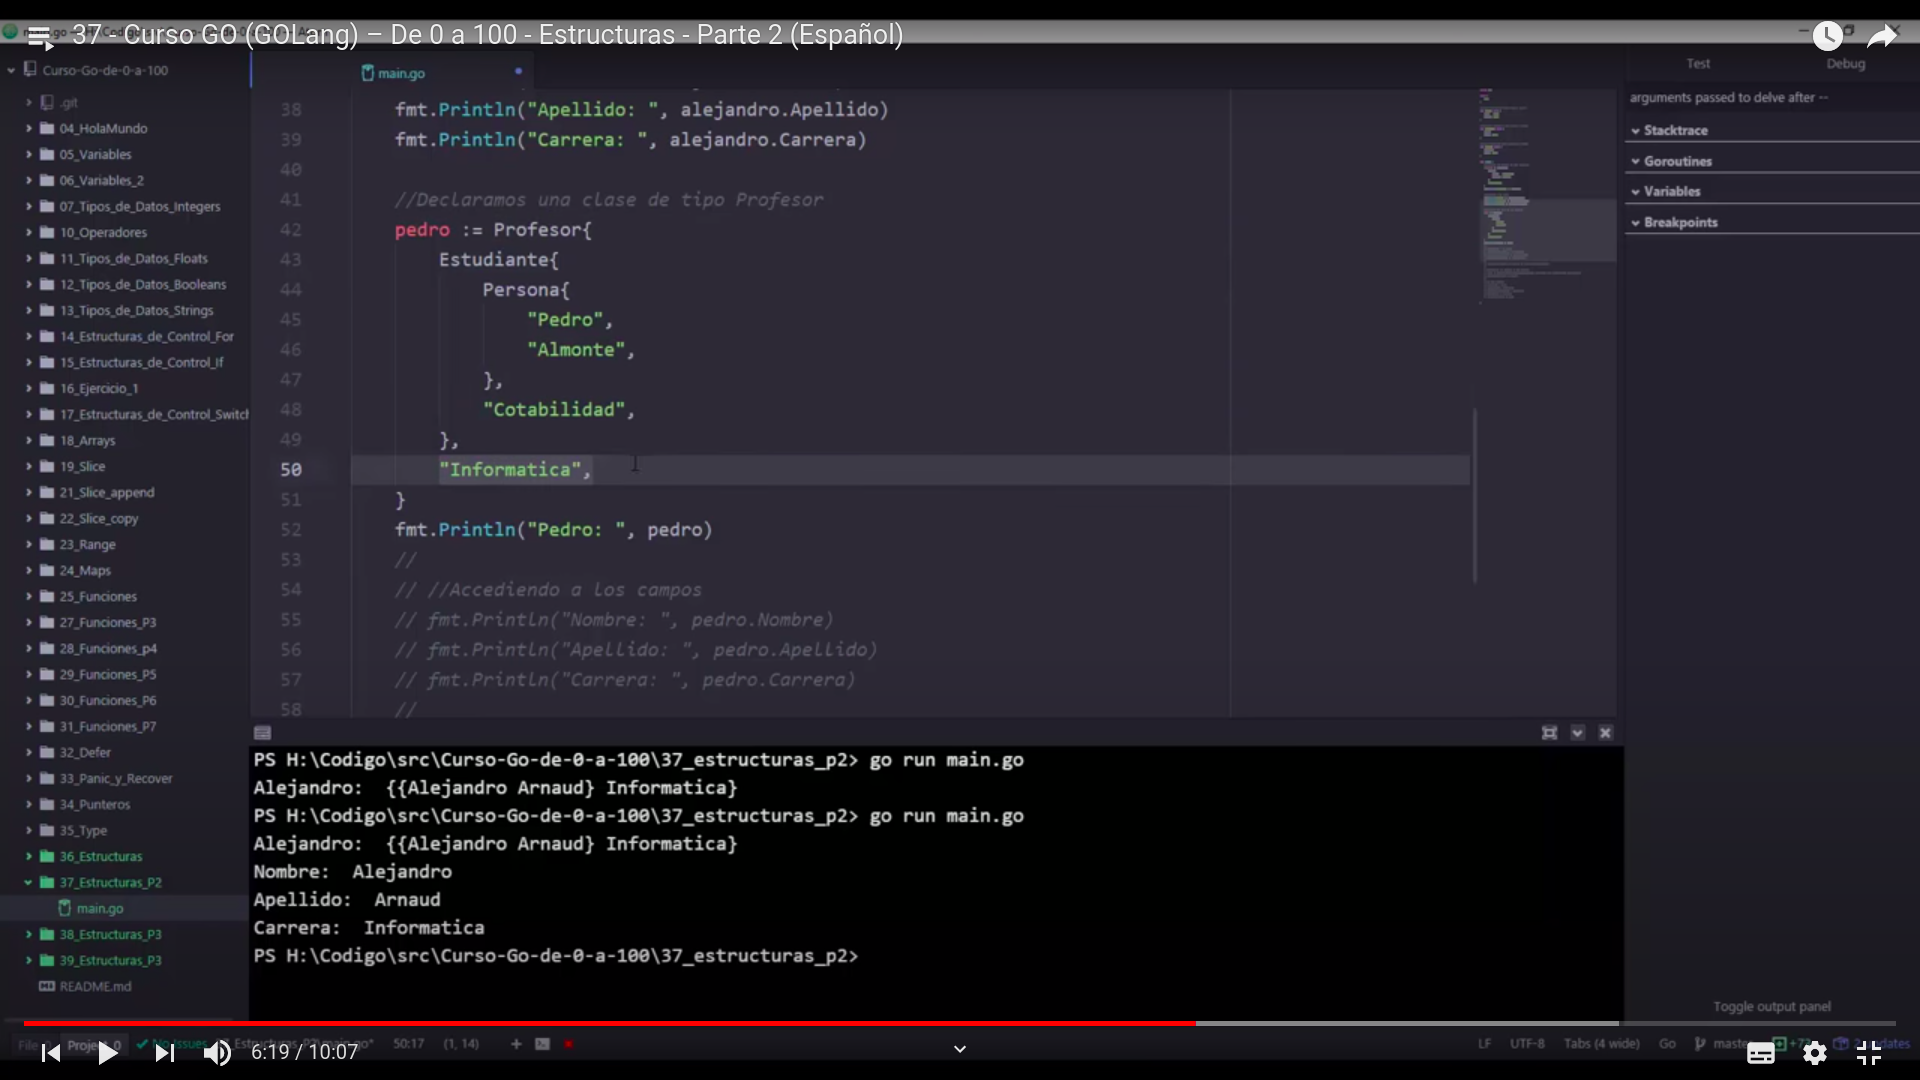 37 - Curso GO (GOLang) – De 0 a 100 - Estructuras - Parte 2 (Español)
Curso-Go-de-0-a-100
.git
04_HolaMundo
05_Variables
06_Variables_2
07_Tipos_de_Datos_Integers
10_Operadores
11_Tipos_de_Datos_Floats
12_Tipos_de_Datos_Booleans
13_Tipos_de_Datos_Strings
14_Estructuras_de_Control_For
15_Estructuras_de_Control_If
16_Ejercicio_1
17_Estructuras_de_Control_Switch
18_Arrays
19_Slice
21_Slice_append
22_Slice_copy
23_Range
24_Maps
25_Funciones
27_Funciones_P3
28_Funciones_p4
29_Funciones_P5
30_Funciones_P6
31_Funciones_P7
32_Defer
33_Panic_y_Recover
34_Punteros
35_Type
36_Estructuras
37_Estructuras_P2
main.go
38_Estructuras_P3
39_Estructuras_P3
README.md
main.go
38 fmt.Println("Apellido: ", alejandro.Apellido)
39 fmt.Println("Carrera: ", alejandro.Carrera)
40
41 //Declaramos una clase de tipo Profesor
42 pedro := Profesor{
43 Estudiante{
44 Persona{
45 "Pedro",
46 "Almonte",
47 },
48 "Cotabilidad",
49 },
50 "Informatica",
51 }
52 fmt.Println("Pedro: ", pedro)
53 //
54 // //Accediendo a los campos
55 // fmt.Println("Nombre: ", pedro.Nombre)
56 // fmt.Println("Apellido: ", pedro.Apellido)
57 // fmt.Println("Carrera: ", pedro.Carrera)
58 //
Test Debug
arguments passed to delve after --
Stacktrace
Goroutines
Variables
Breakpoints
Toggle output panel
PS H:\Codigo\src\Curso-Go-de-0-a-100\37_estructuras_p2> go run main.go
Alejandro:  {{Alejandro Arnaud} Informatica}
PS H:\Codigo\src\Curso-Go-de-0-a-100\37_estructuras_p2> go run main.go
Alejandro:  {{Alejandro Arnaud} Informatica}
Nombre:  Alejandro
Apellido:  Arnaud
Carrera:  Informatica
PS H:\Codigo\src\Curso-Go-de-0-a-100\37_estructuras_p2>
File 0 Project 0 No Issues 50:17 (1, 14) LF UTF-8 Tabs (4 wide) Go
6:19 / 10:07